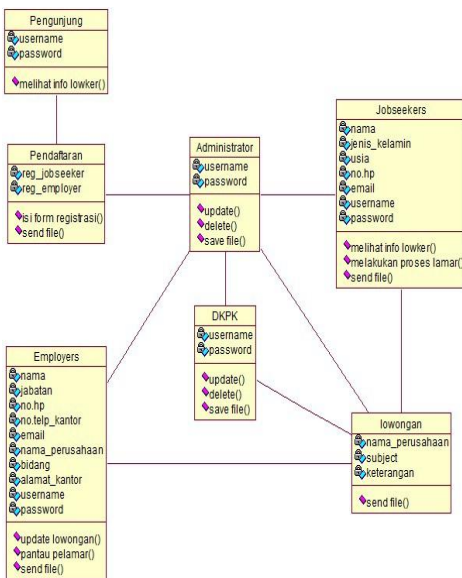 Pengunjung
username
password
melihat info lowker()
Pendaftaran
reg_jobseeker
reg_employer
isi form registrasi()
send file()
Administrator
username
password
update()
delete()
save file()
Jobseekers
nama
jenis_kelamin
usia
no.hp
email
username
password
melihat info lowker()
melakukan proses lamar()
send file()
DKPK
username
password
update()
delete()
save file()
Employers
nama
jabatan
no.hp
no.telp_kantor
email
nama_perusahaan
bidang
alamat_kantor
username
password
update lowongan()
pantau pelamar()
send file()
lowongan
nama_perusahaan
subject
keterangan
send file()